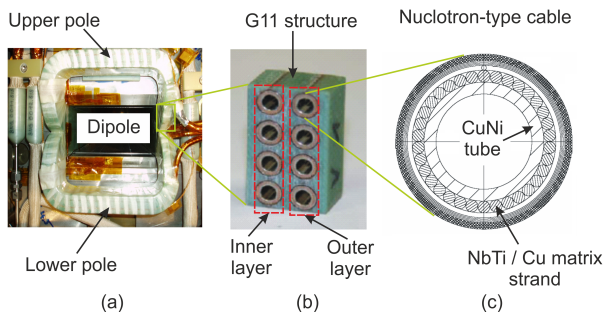 Upper pole
G11 structure
Nuclotron-type cable
Dipole
CuNi
tube
Inner
layer
Outer
layer
Lower pole
NbTi / Cu matrix
strand
(a)
(b)
(c)